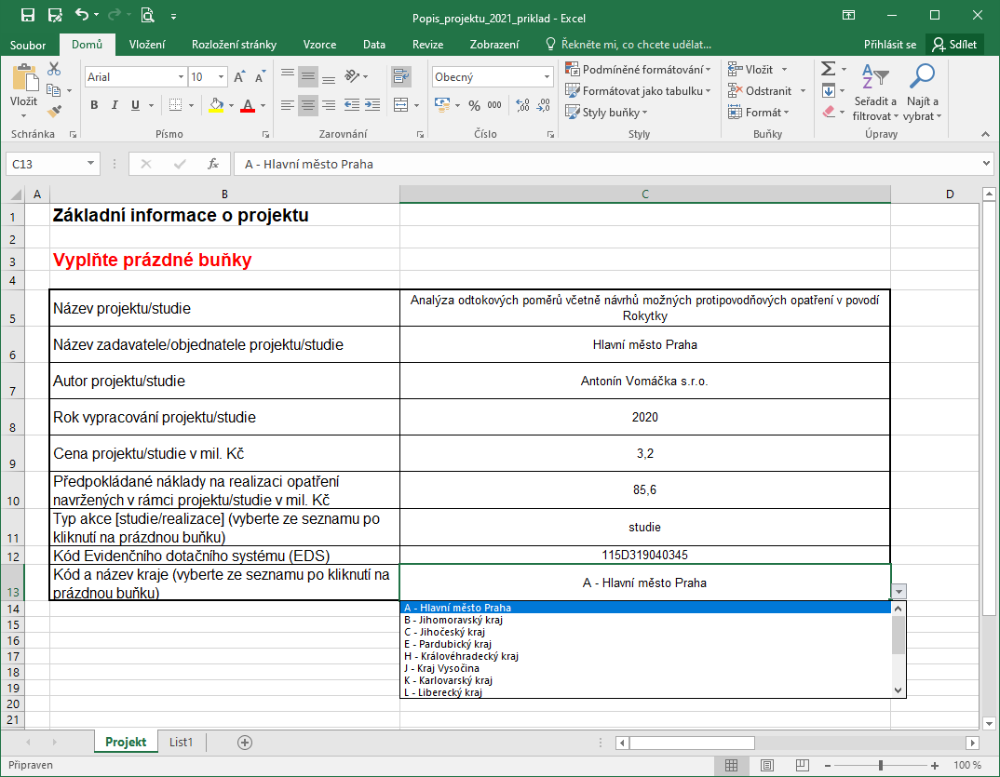 Popis_projektu_2021_priklad - Excel
Soubor Domů Vložení Rozložení stránky Vzorce Data Revize Zobrazení Řekněte mi, co chcete udělat... Přihlásit se Sdílet
Vložit
Arial 10
B I U
Obecný
% 000
Podmíněné formátování
Formátovat jako tabulku
Styly buňky
Vložit
Odstranit
Formát
Seřadit a filtrovat
Najít a vybrat
Schránka Písmo Zarovnání Číslo Styly Buňky Úpravy
C13 fx A - Hlavní město Praha
A B C D
1 Základní informace o projektu
2
3 Vyplňte prázdné buňky
4
5 Název projektu/studie Analýza odtokových poměrů včetně návrhů možných protipovodňových opatření v povodí
Rokytky
6 Název zadavatele/objednatele projektu/studie Hlavní město Praha
7 Autor projektu/studie Antonín Vomáčka s.r.o.
8 Rok vypracování projektu/studie 2020
9 Cena projektu/studie v mil. Kč 3,2
10 Předpokládané náklady na realizaci opatření
navržených v rámci projektu/studie v mil. Kč 85,6
11 Typ akce [studie/realizace] (vyberte ze seznamu po
kliknutí na prázdnou buňku) studie
12 Kód Evidenčního dotačního systému (EDS) 115D319040345
13 Kód a název kraje (vyberte ze seznamu po kliknutí na
prázdnou buňku) A - Hlavní město Praha
14 A - Hlavní město Praha
B - Jihomoravský kraj
15 C - Jihočeský kraj
16 E - Pardubický kraj
17 H - Královéhradecký kraj
18 J - Kraj Vysočina
19 K - Karlovarský kraj
L - Liberecký kraj
20
21
Projekt List1
Připraven 100 %